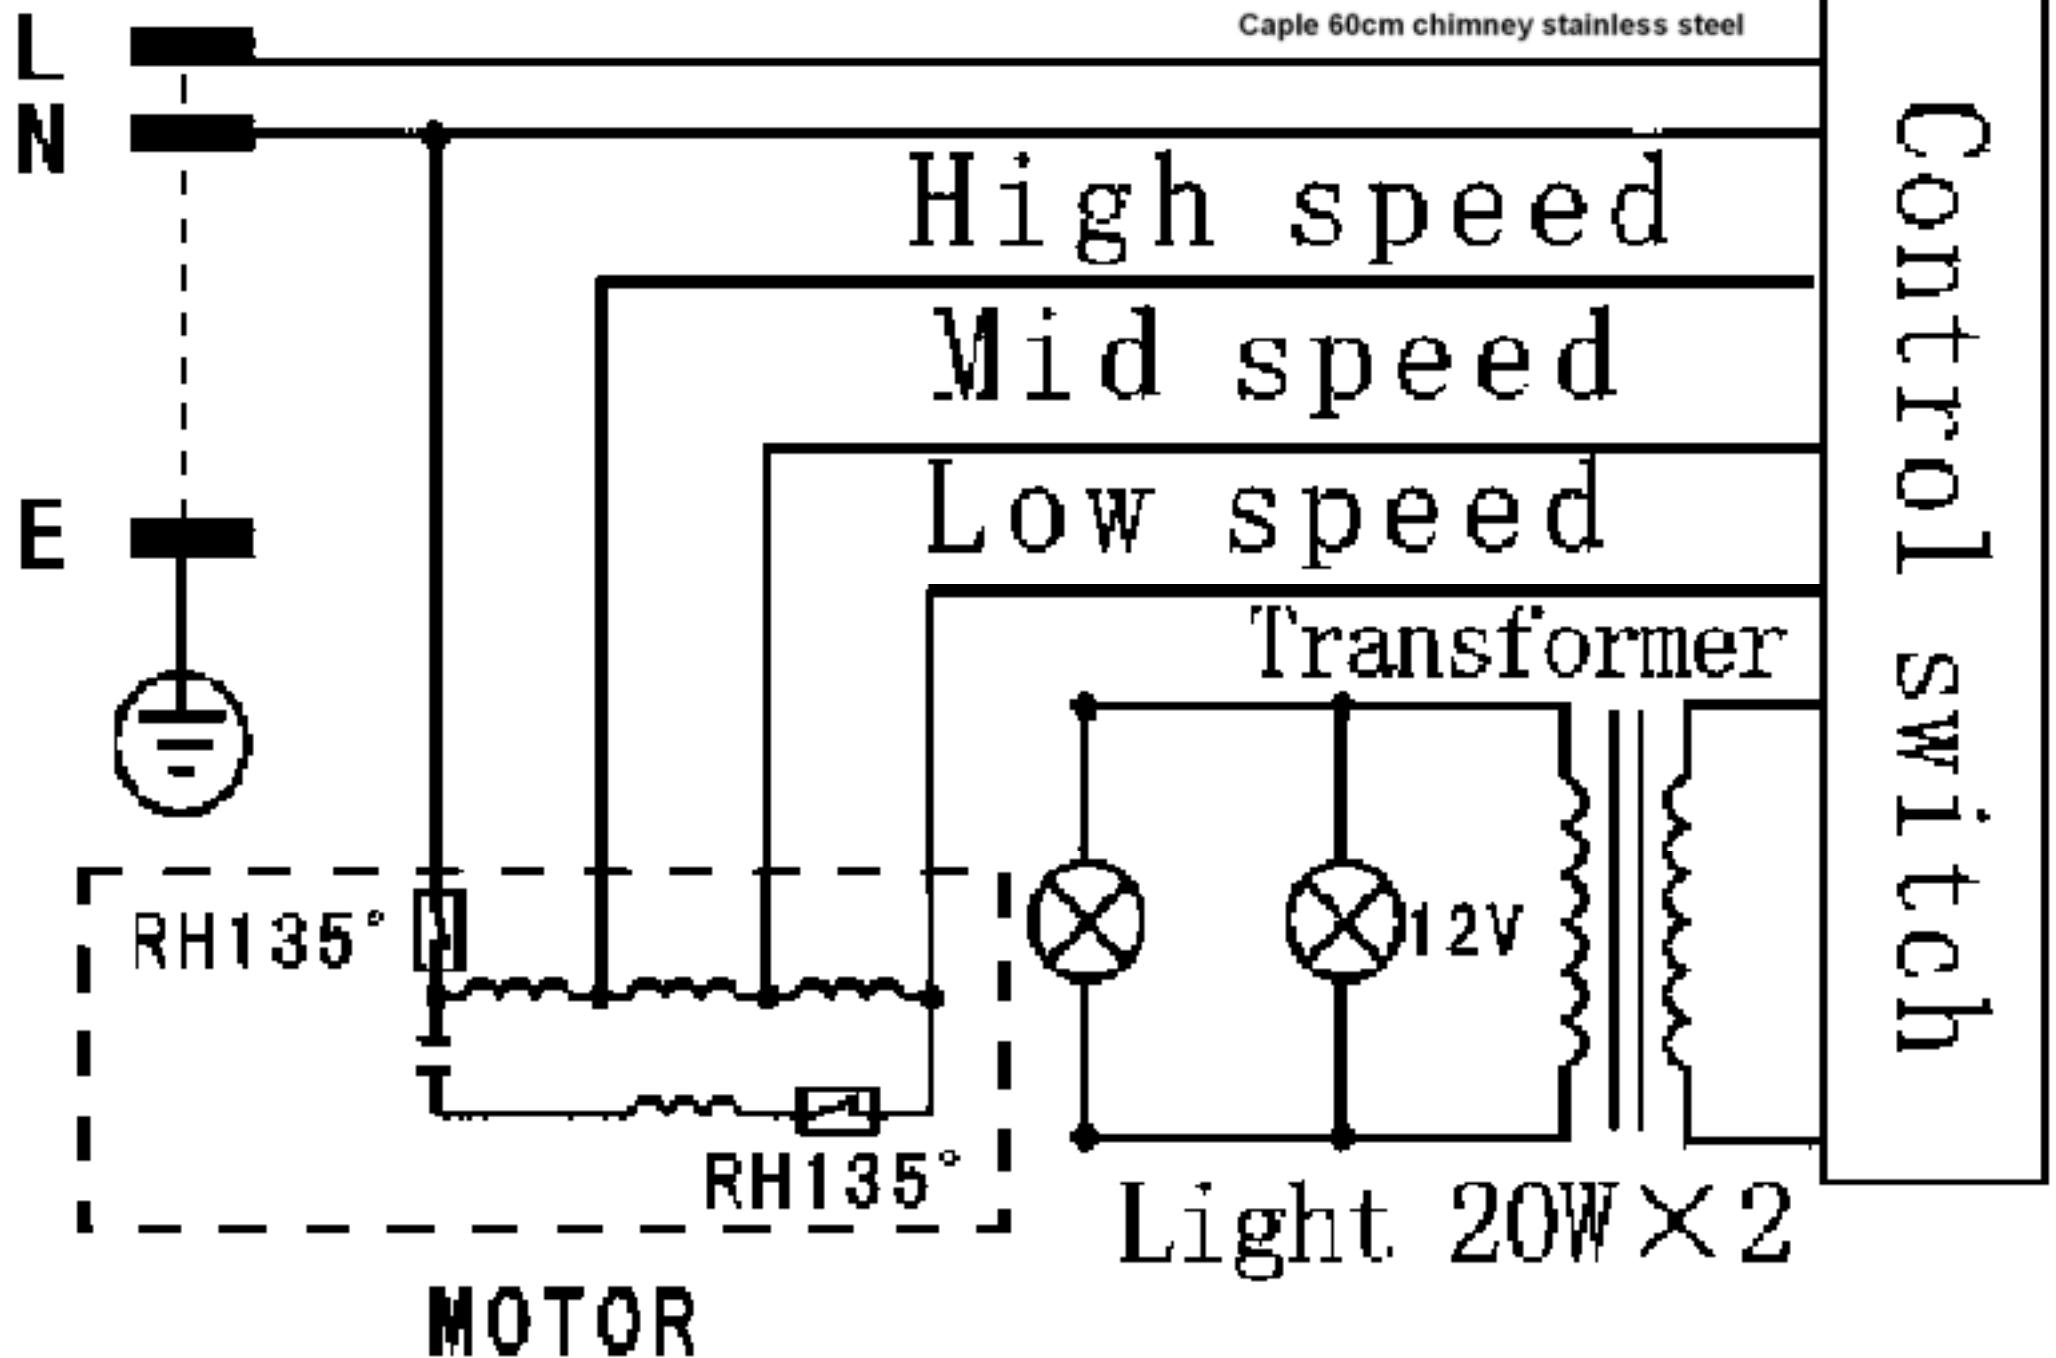 Caple 60cm chimney stainless steel
L
N
High speed
Mid speed
Low speed
E
Transformer
Control switch
RH135°
12V
RH135°
Light 20W×2
MOTOR